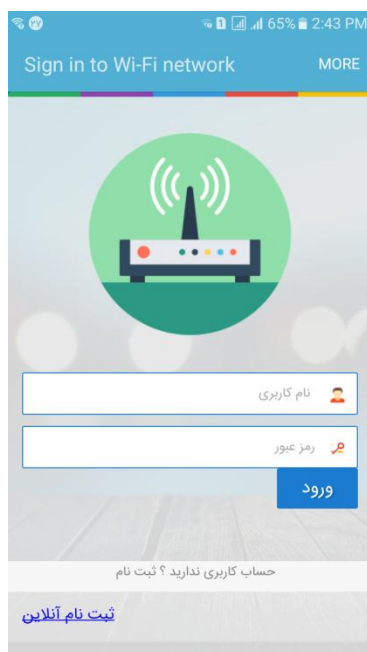 65% 2:43 PM
Sign in to Wi-Fi network MORE
نام کاربری
رمز عبور
ورود
حساب کاربری ندارید ؟ ثبت نام
ثبت نام آنلاین